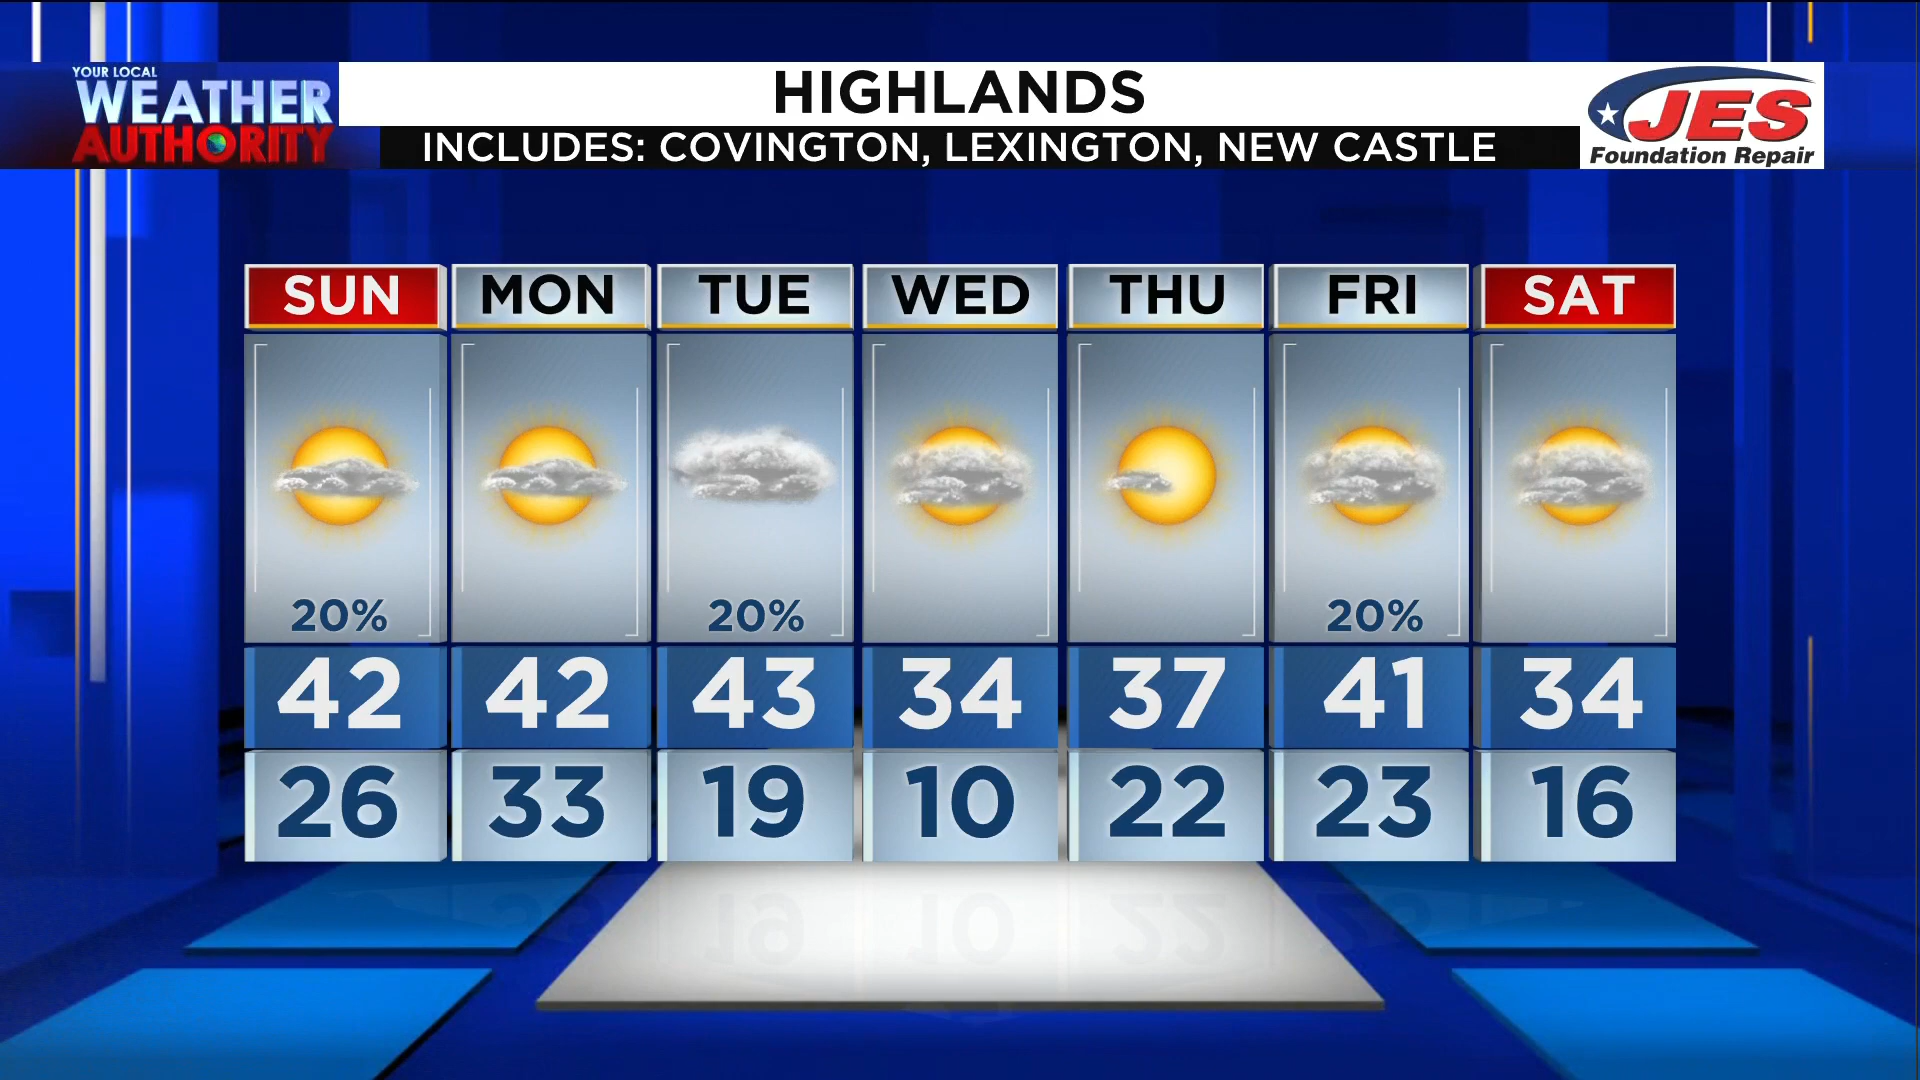 YOUR LOCAL
WEATHER
AUTHORITY
HIGHLANDS
INCLUDES: COVINGTON, LEXINGTON, NEW CASTLE
JES
Foundation Repair
SUN MON TUE WED THU FRI SAT
20% 20% 20%
42 42 43 34 37 41 34
26 33 19 10 22 23 16